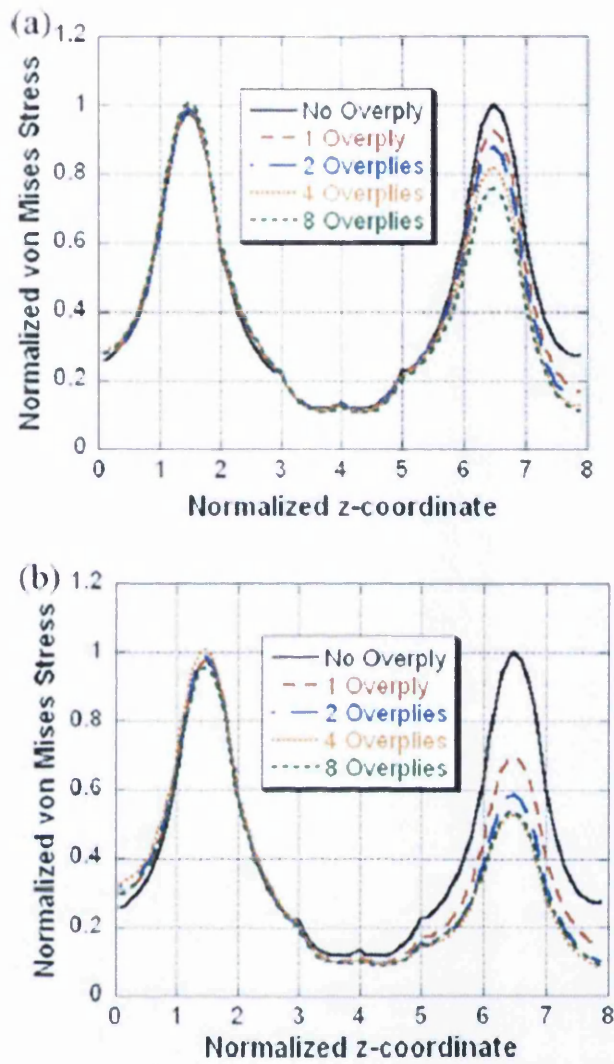 (a)
1.2
1
0.8
0.6
0.4
0.2
0
Normalized von Mises Stress
No Overply
1 Overply
2 Overplies
4 Overplies
8 Overplies
0 1 2 3 4 5 6 7 8
Normalized z-coordinate
(b)
1.2
1
0.8
0.6
0.4
0.2
0
Normalized von Mises Stress
No Overply
1 Overply
2 Overplies
4 Overplies
8 Overplies
0 1 2 3 4 5 6 7 8
Normalized z-coordinate